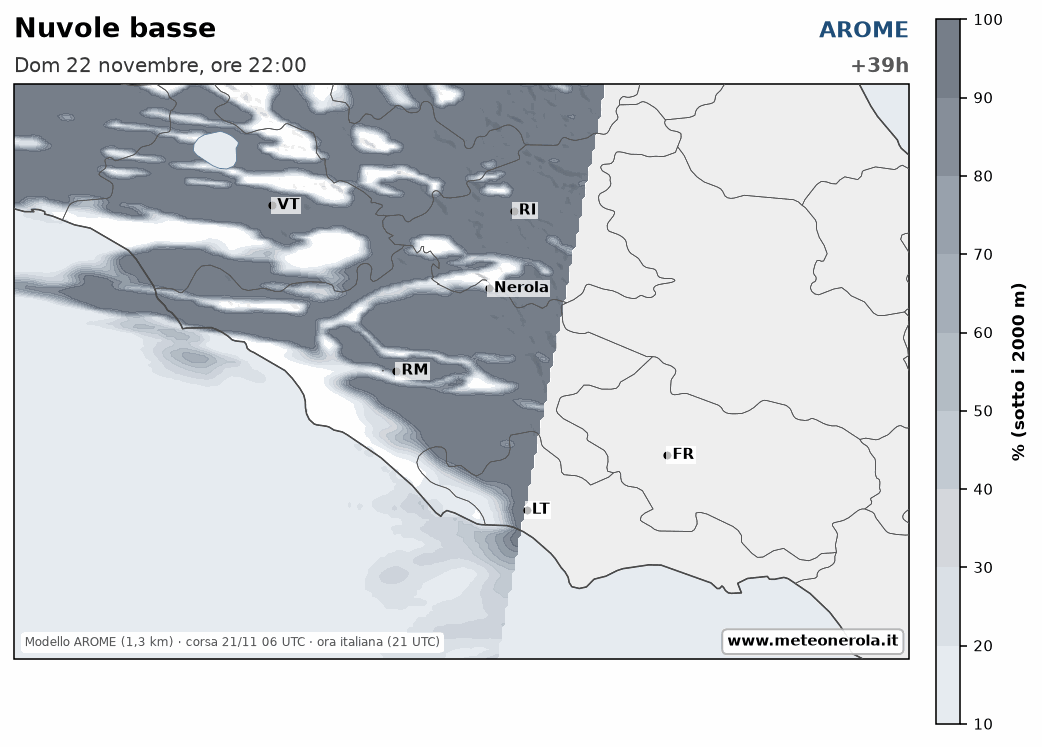 Nuvole basse
AROME
Dom 22 novembre, ore 22:00
+39h
100
90
80
70
60
50
40
30
20
10
% (sotto i 2000 m)
VT
RI
Nerola
RM
FR
LT
Modello AROME (1,3 km) · corsa 21/11 06 UTC · ora italiana (21 UTC)
www.meteonerola.it